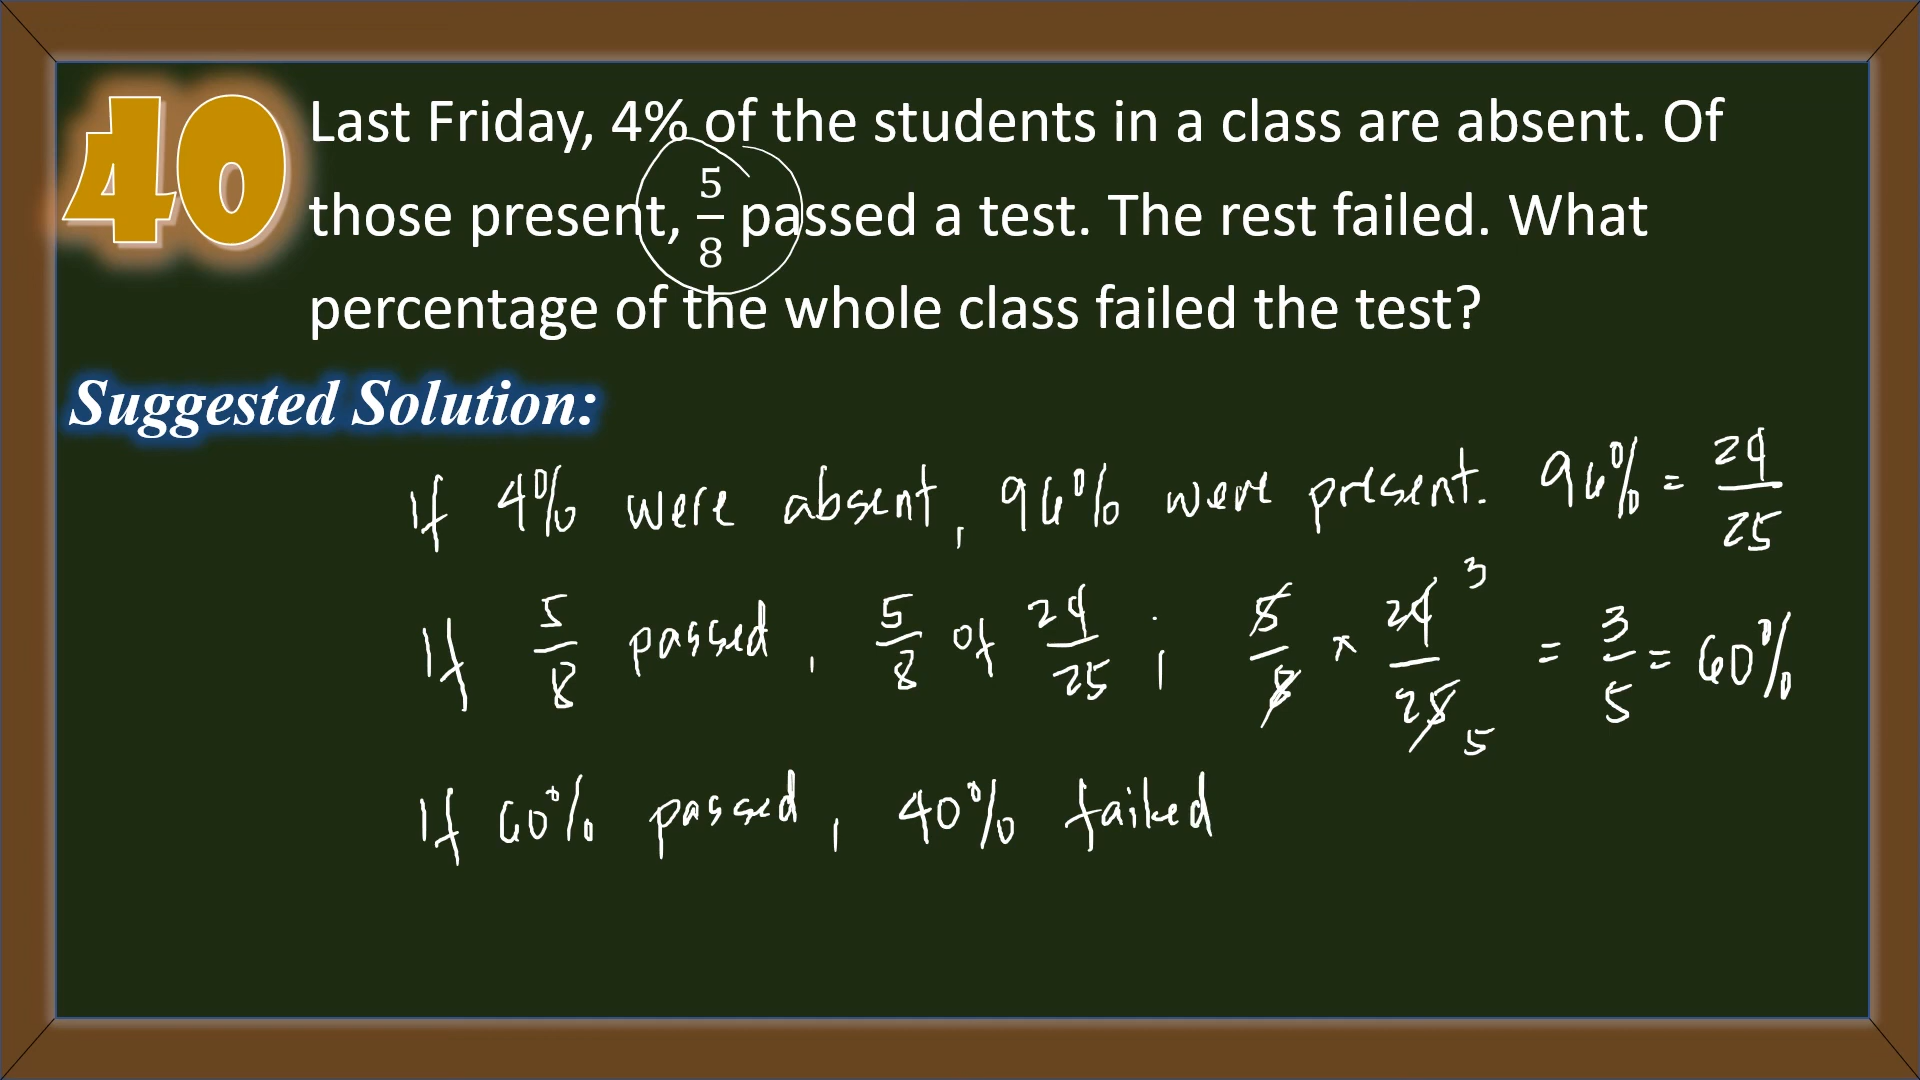 40
Last Friday, 4% of the students in a class are absent. Of
those present, 5/8 passed a test. The rest failed. What
percentage of the whole class failed the test?
Suggested Solution:
If 4% were absent, 96% were present. 96% = 24/25
If 5/8 passed, 5/8 of 24/25 ; 5/8 x 24/25 3 5 = 3/5 = 60%
If 60% passed, 40% failed